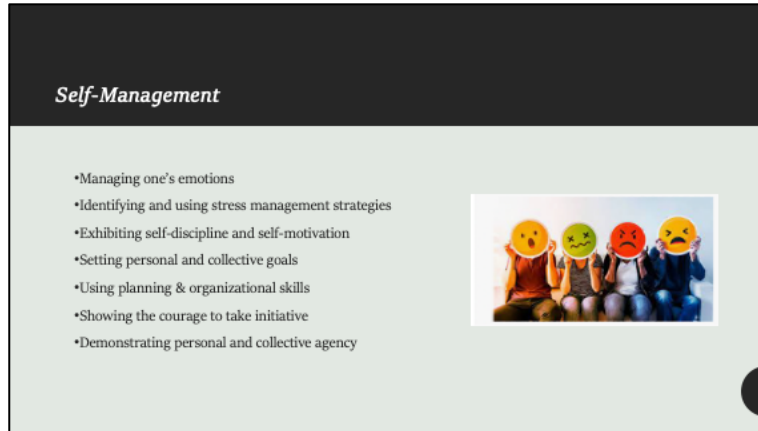 Self-Management
•Managing one's emotions
•Identifying and using stress management strategies
•Exhibiting self-discipline and self-motivation
•Setting personal and collective goals
•Using planning & organizational skills
•Showing the courage to take initiative
•Demonstrating personal and collective agency